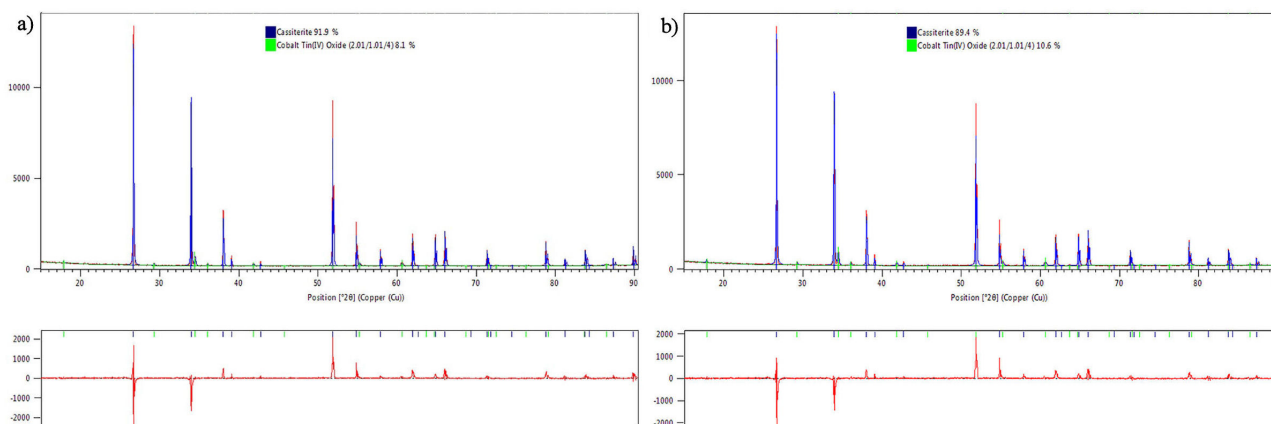 a)
Cassiterite 91.9 %
Cobalt Tin(IV) Oxide (2.01/1.01/4) 8.1 %
10000
5000
0
20 30 40 50 60 70 80 90
Position [°2θ] (Copper (Cu))
2000
1000
0
-1000
-2000
b)
Cassiterite 89.4 %
Cobalt Tin(IV) Oxide (2.01/1.01/4) 10.6 %
10000
5000
0
20 30 40 50 60 70 80
Position [°2θ] (Copper (Cu))
2000
1000
0
-1000
-2000